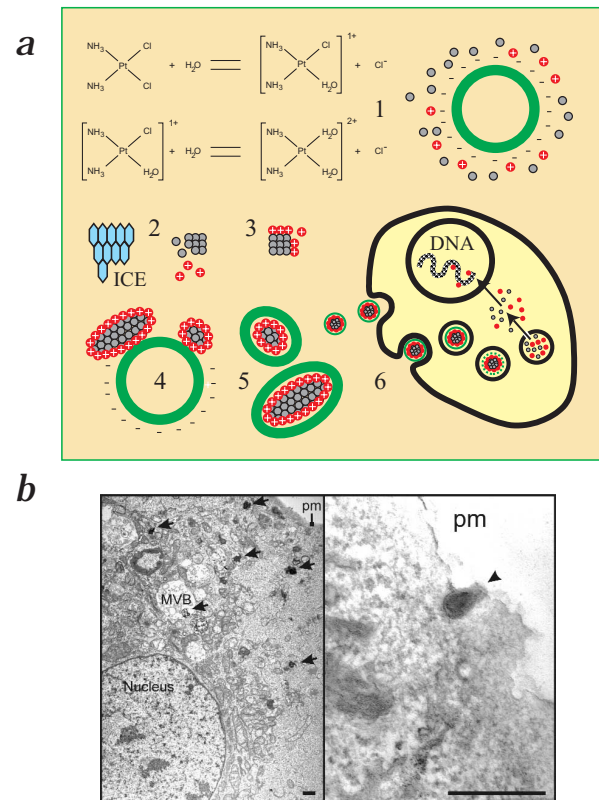 a
NH3 Cl
Pt
NH3 Cl
+ H2O
[NH3 Cl
Pt
NH3 H2O]1+
+ Cl-
[NH3 Cl
Pt
NH3 H2O]1+
+ H2O
[NH3 H2O
Pt
NH3 H2O]2+
+ Cl-
1
ICE
2
3
DNA
4
5
6
b
pm
MVB
Nucleus
pm